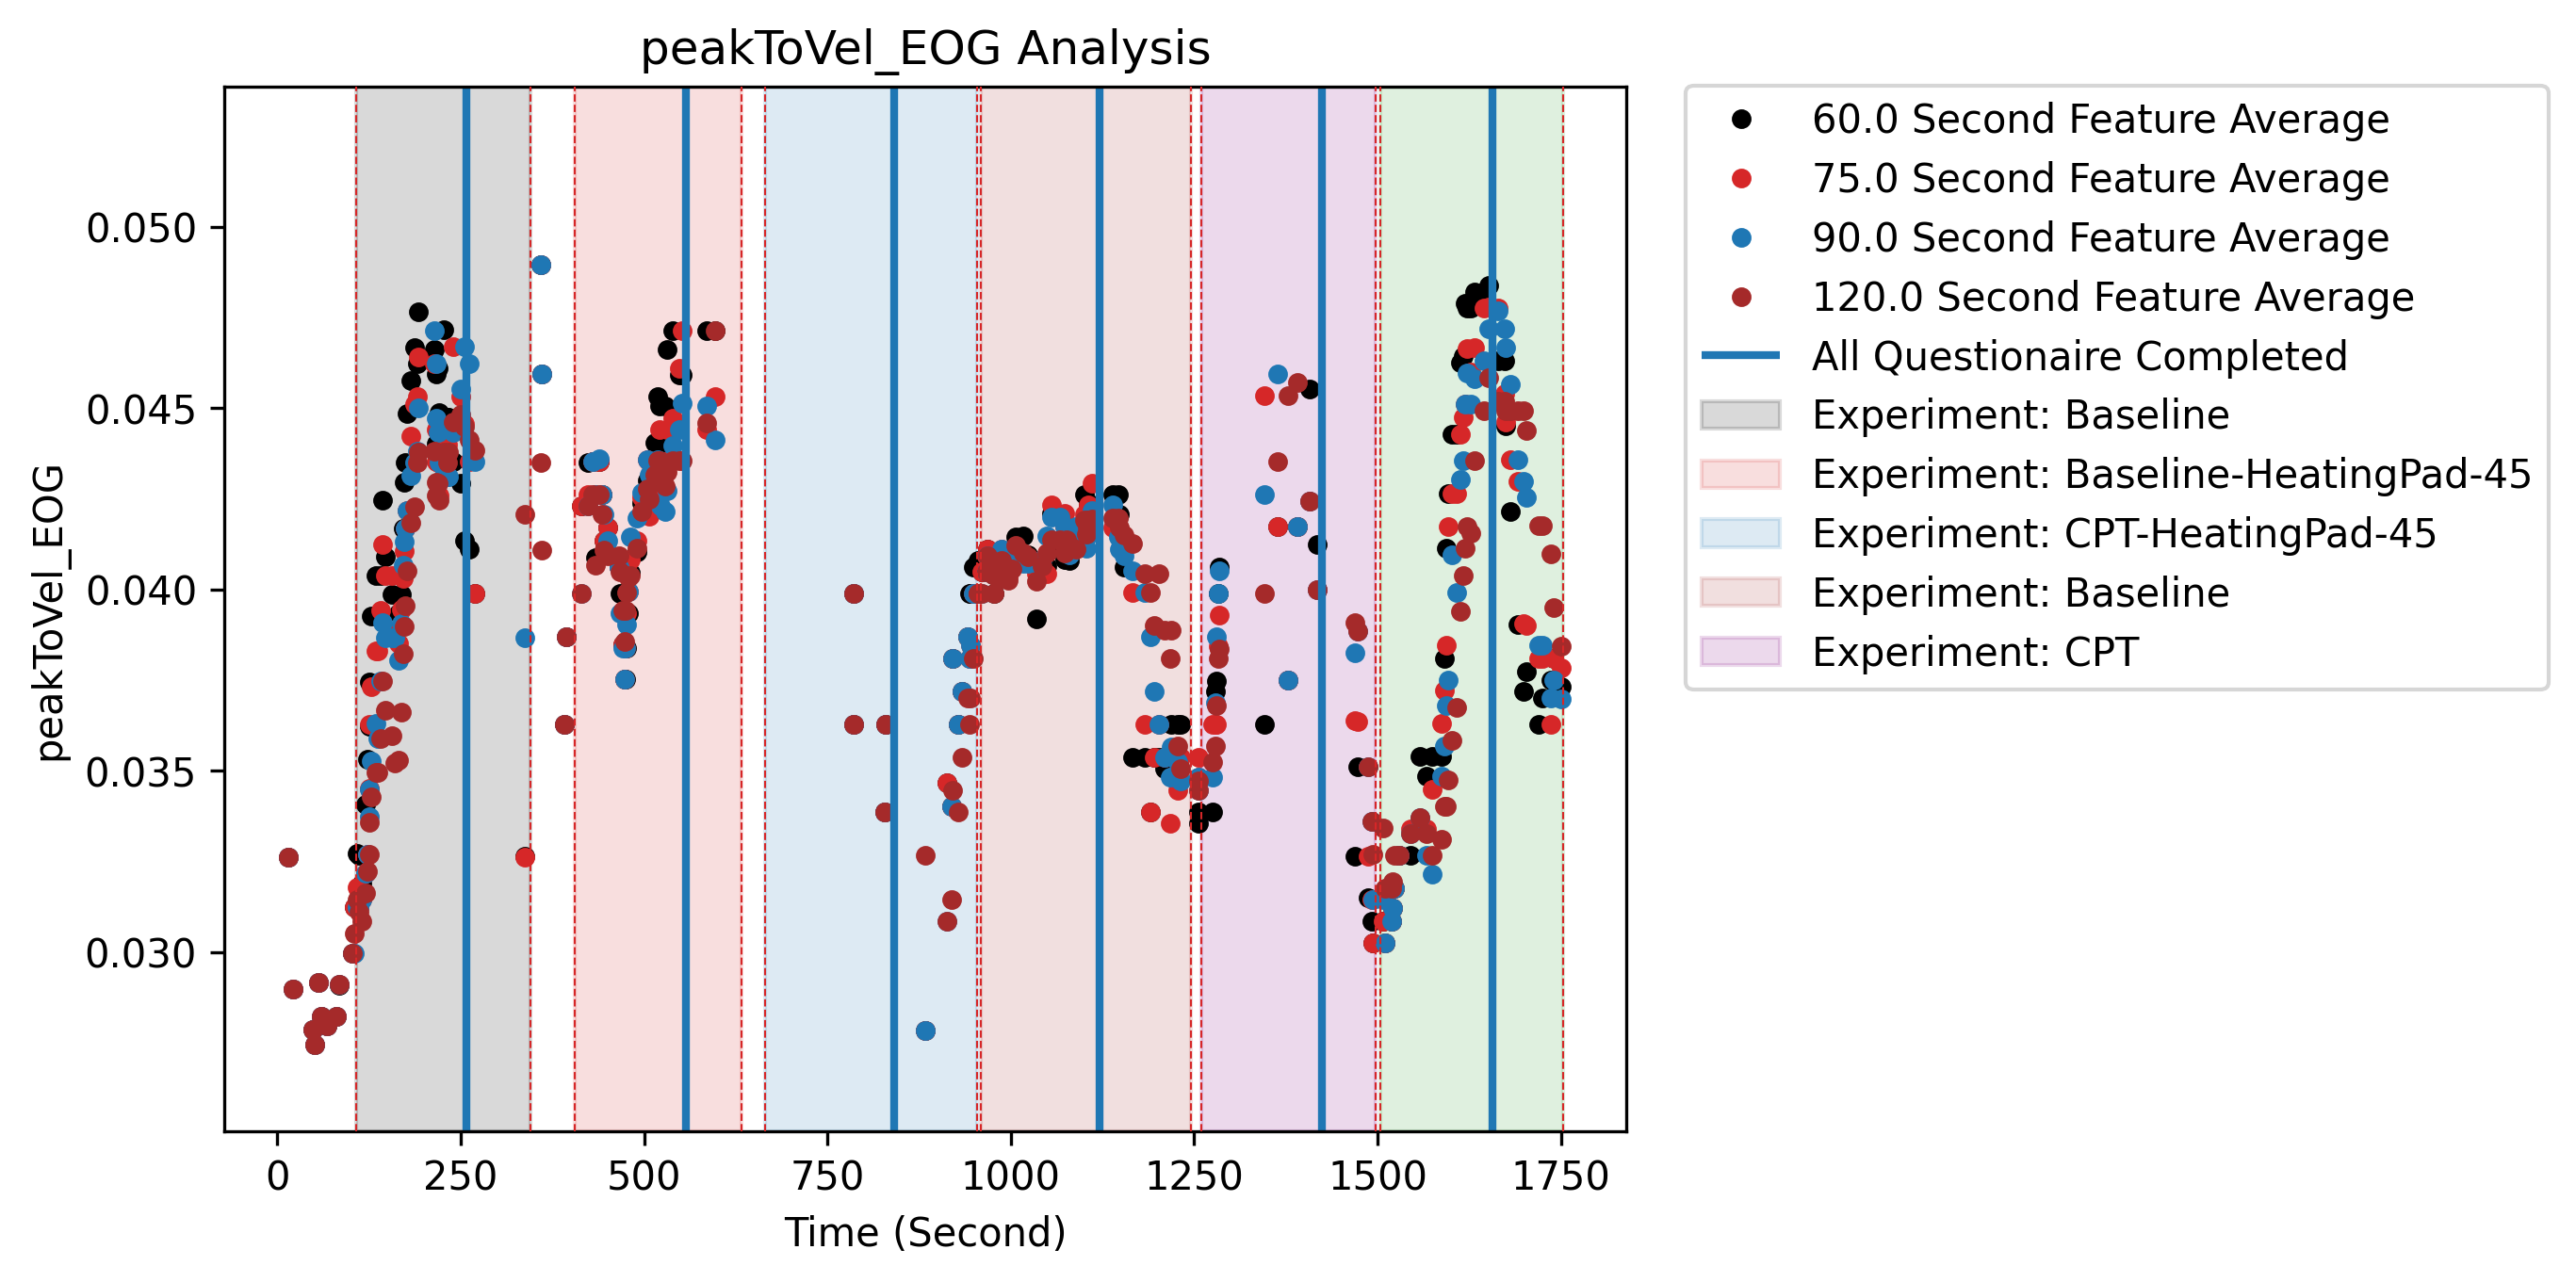 peakToVel_EOG Analysis
peakToVel_EOG
0.050
0.045
0.040
0.035
0.030
0
250
500
750
1000
1250
1500
1750
Time (Second)
60.0 Second Feature Average
75.0 Second Feature Average
90.0 Second Feature Average
120.0 Second Feature Average
All Questionaire Completed
Experiment: Baseline
Experiment: Baseline-HeatingPad-45
Experiment: CPT-HeatingPad-45
Experiment: Baseline
Experiment: CPT